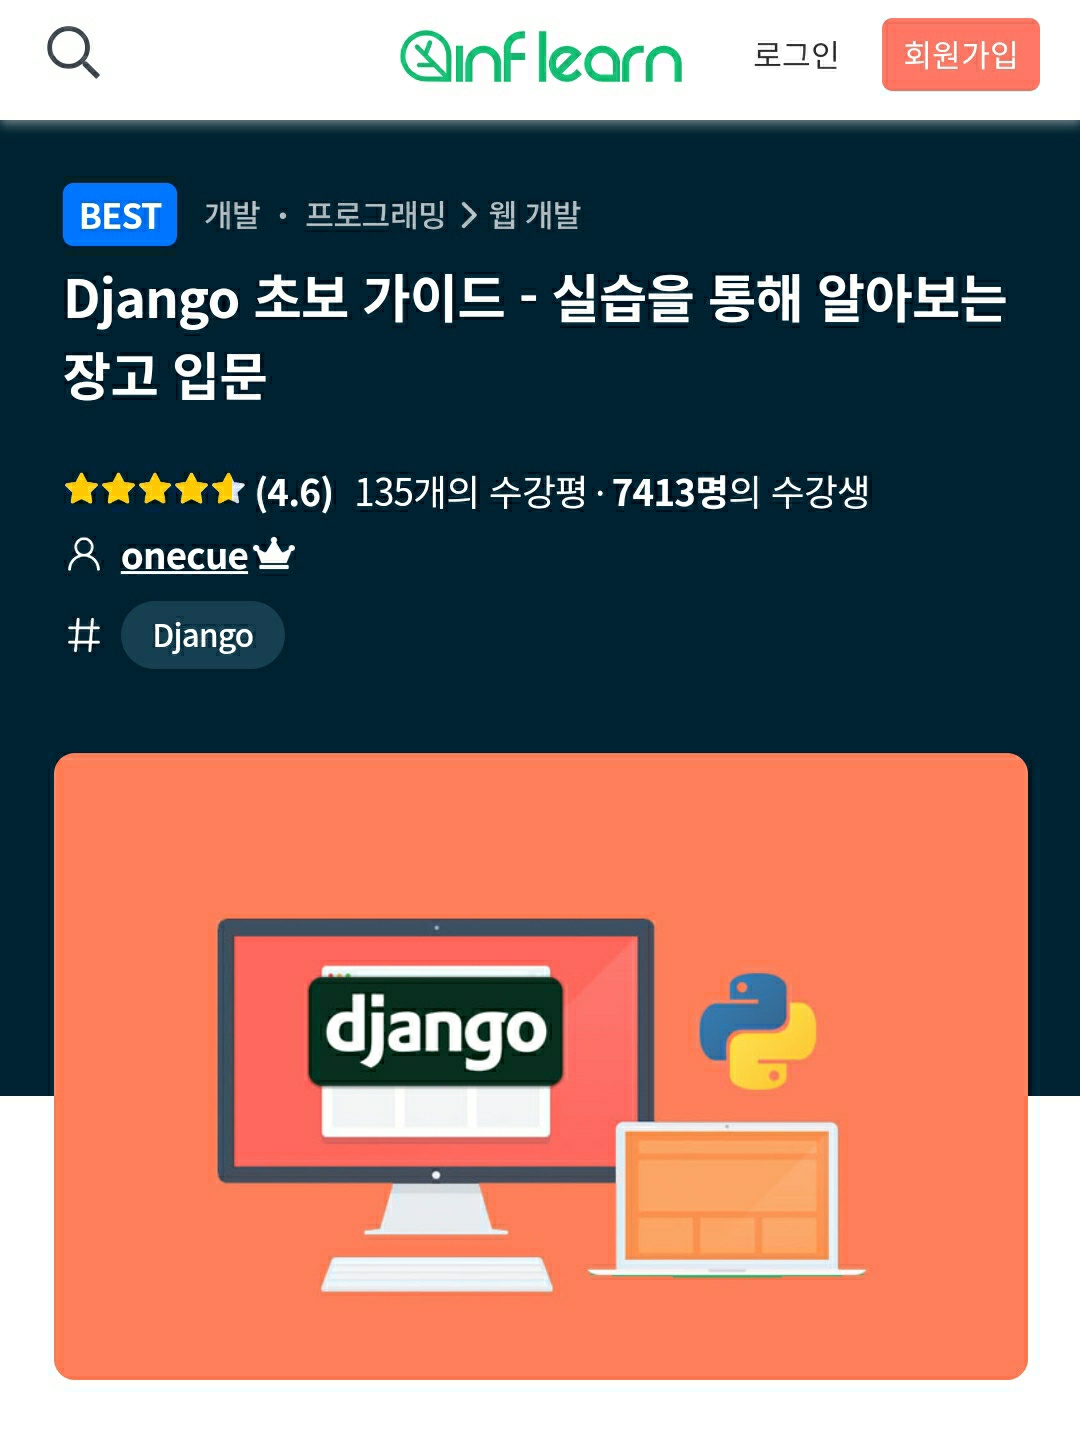 inflearn
로그인
회원가입
BEST
개발 · 프로그래밍 > 웹 개발
Django 초보 가이드 - 실습을 통해 알아보는
장고 입문
(4.6) 135개의 수강평 · 7413명의 수강생
onecue
# Django
django